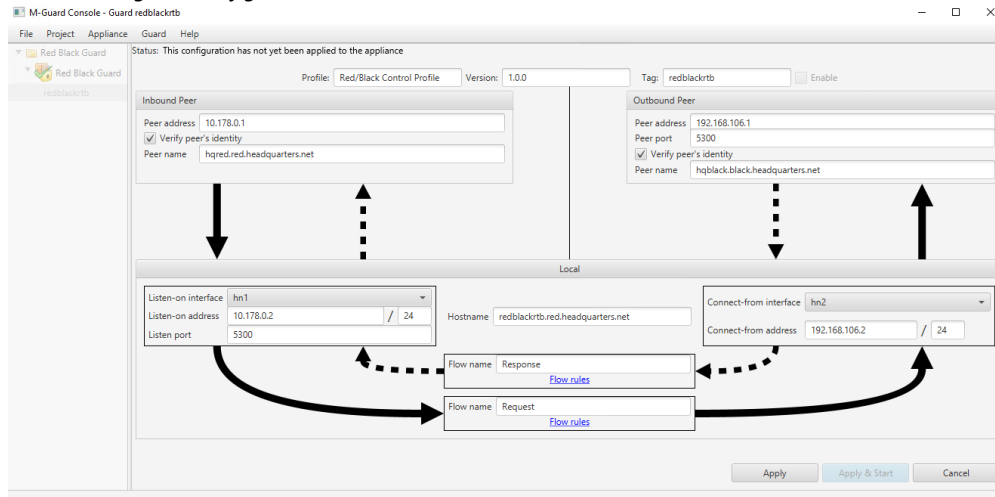 M-Guard Console - Guard redblackrtb
File Project Appliance Guard Help
Red Black Guard
Red Black Guard
redblackrtb
Status: This configuration has not yet been applied to the appliance
Profile: Red/Black Control Profile Version: 1.0.0 Tag: redblackrtb Enable
Inbound Peer
Peer address 10.178.0.1
Verify peer's identity
Peer name hqred.red.headquarters.net
Outbound Peer
Peer address 192.168.106.1
Peer port 5300
Verify peer's identity
Peer name hqblack.black.headquarters.net
Local
Listen-on interface hn1
Listen-on address 10.178.0.2 / 24
Listen port 5300
Hostname redblackrtb.red.headquarters.net
Connect-from interface hn2
Connect-from address 192.168.106.2 / 24
Flow name Response
Flow rules
Flow name Request
Flow rules
Apply Apply & Start Cancel